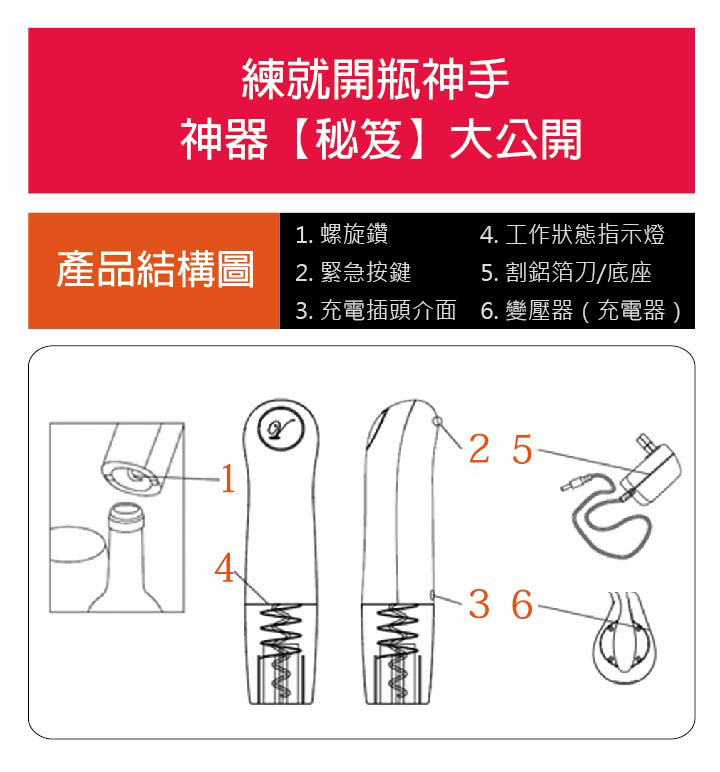 練就開瓶神手
神器【秘笈】大公開
產品結構圖
1. 螺旋鑽
2. 緊急按鍵
3. 充電插頭介面
4. 工作狀態指示燈
5. 割鋁箔刀/底座
6. 變壓器（充電器）
1
2
3
4
5
6